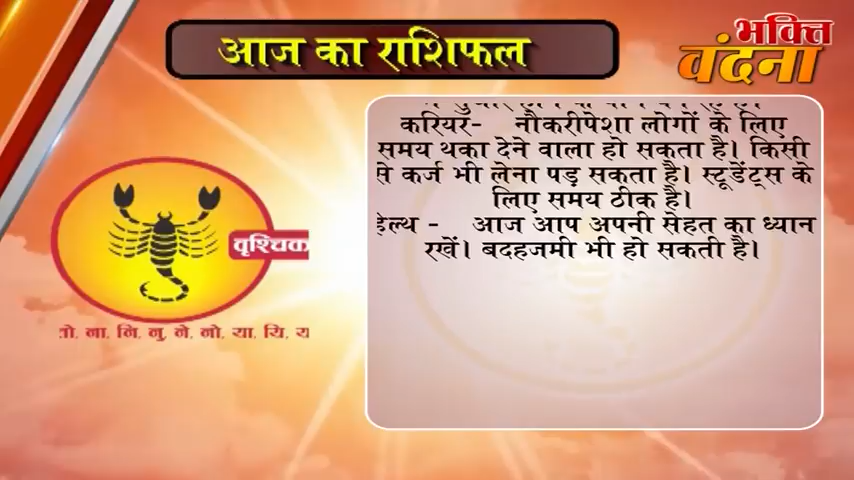 आज का राशिफल
भक्ति
वंदना
करियर- नौकरीपेशा लोगों के लिए
समय थका देने वाला हो सकता है। किसी
से कर्ज भी लेना पड़ सकता है। स्टूडेंट्स के
लिए समय ठीक है।
हेल्थ - आज आप अपनी सेहत का ध्यान
रखें। बदहजमी भी हो सकती है।
वृश्चिक
ना, नि, नु, ने, नो, या, यि,